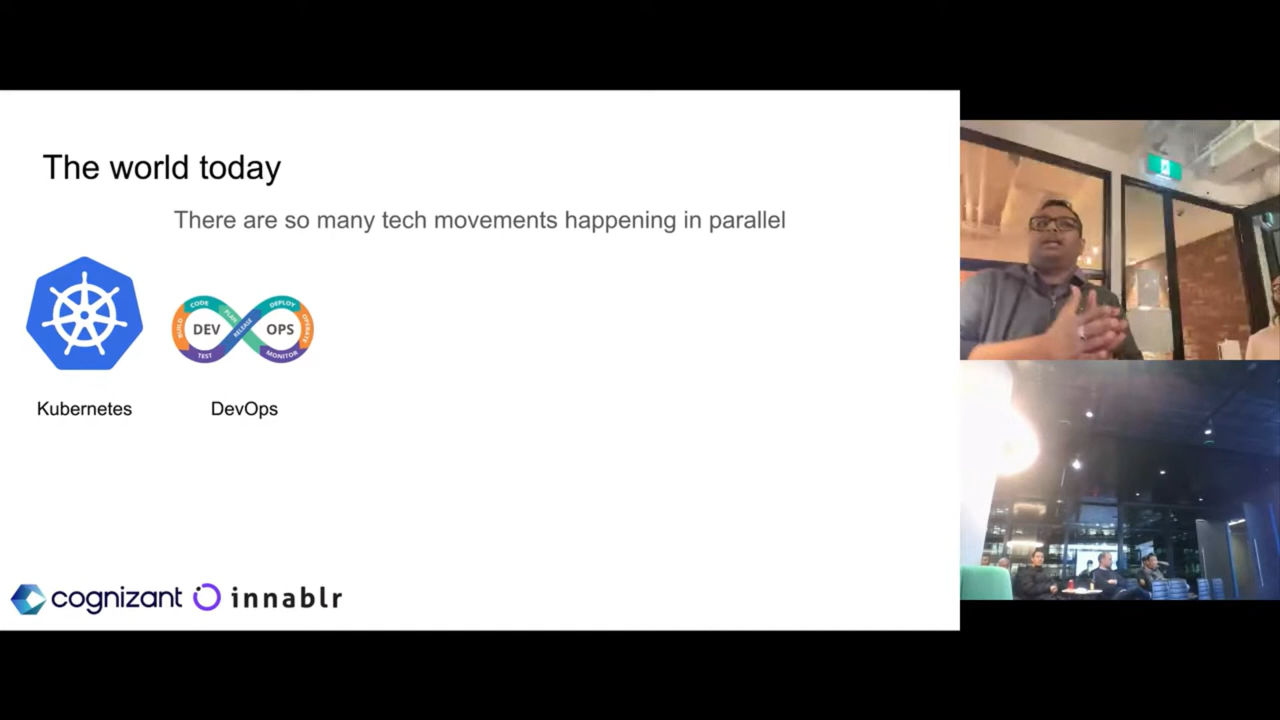 The world today
There are so many tech movements happening in parallel
CODE
DEPLOY
BUILD
DEV
PLAN
RELEASE
OPS
OPERATE
TEST
MONITOR
Kubernetes
DevOps
cognizant
innablr